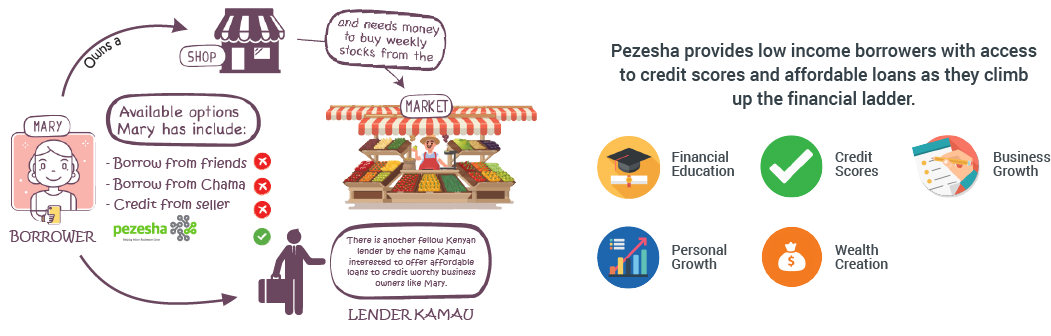 Owns a
SHOP
and needs money
to buy weekly
stocks from the
MARKET
MARY
BORROWER
Available options
Mary has include:
- Borrow from friends
- Borrow from Chama
- Credit from seller
pezesha
There is another fellow Kenyan
lender by the name Kamau
interested to offer affordable
loans to credit worthy business
owners like Mary.
LENDER KAMAU
Pezesha provides low income borrowers with access
to credit scores and affordable loans as they climb
up the financial ladder.
Financial
Education
Credit
Scores
Business
Growth
Personal
Growth
$
Wealth
Creation